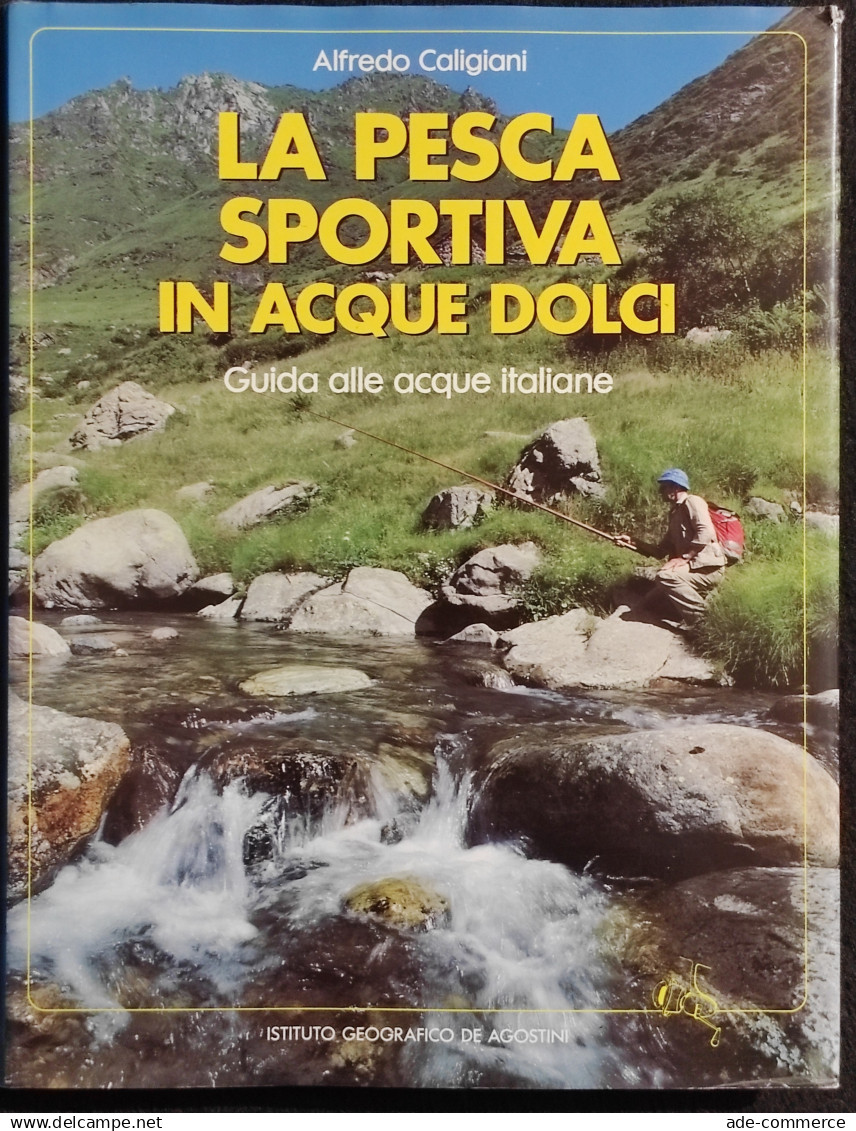 Alfredo Caligiani
LA PESCA
SPORTIVA
IN ACQUE DOLCI
Guida alle acque italiane
ISTITUTO GEOGRAFICO DE AGOSTINI
ade-commerce
www.delcampe.net